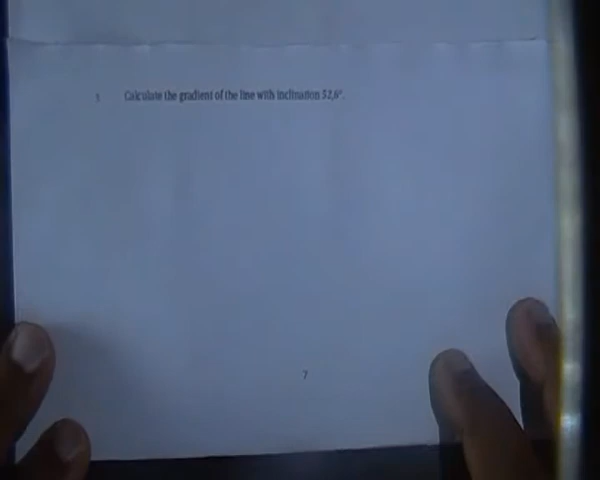 1 Calculate the gradient of the line with inclination 52,6°.
7